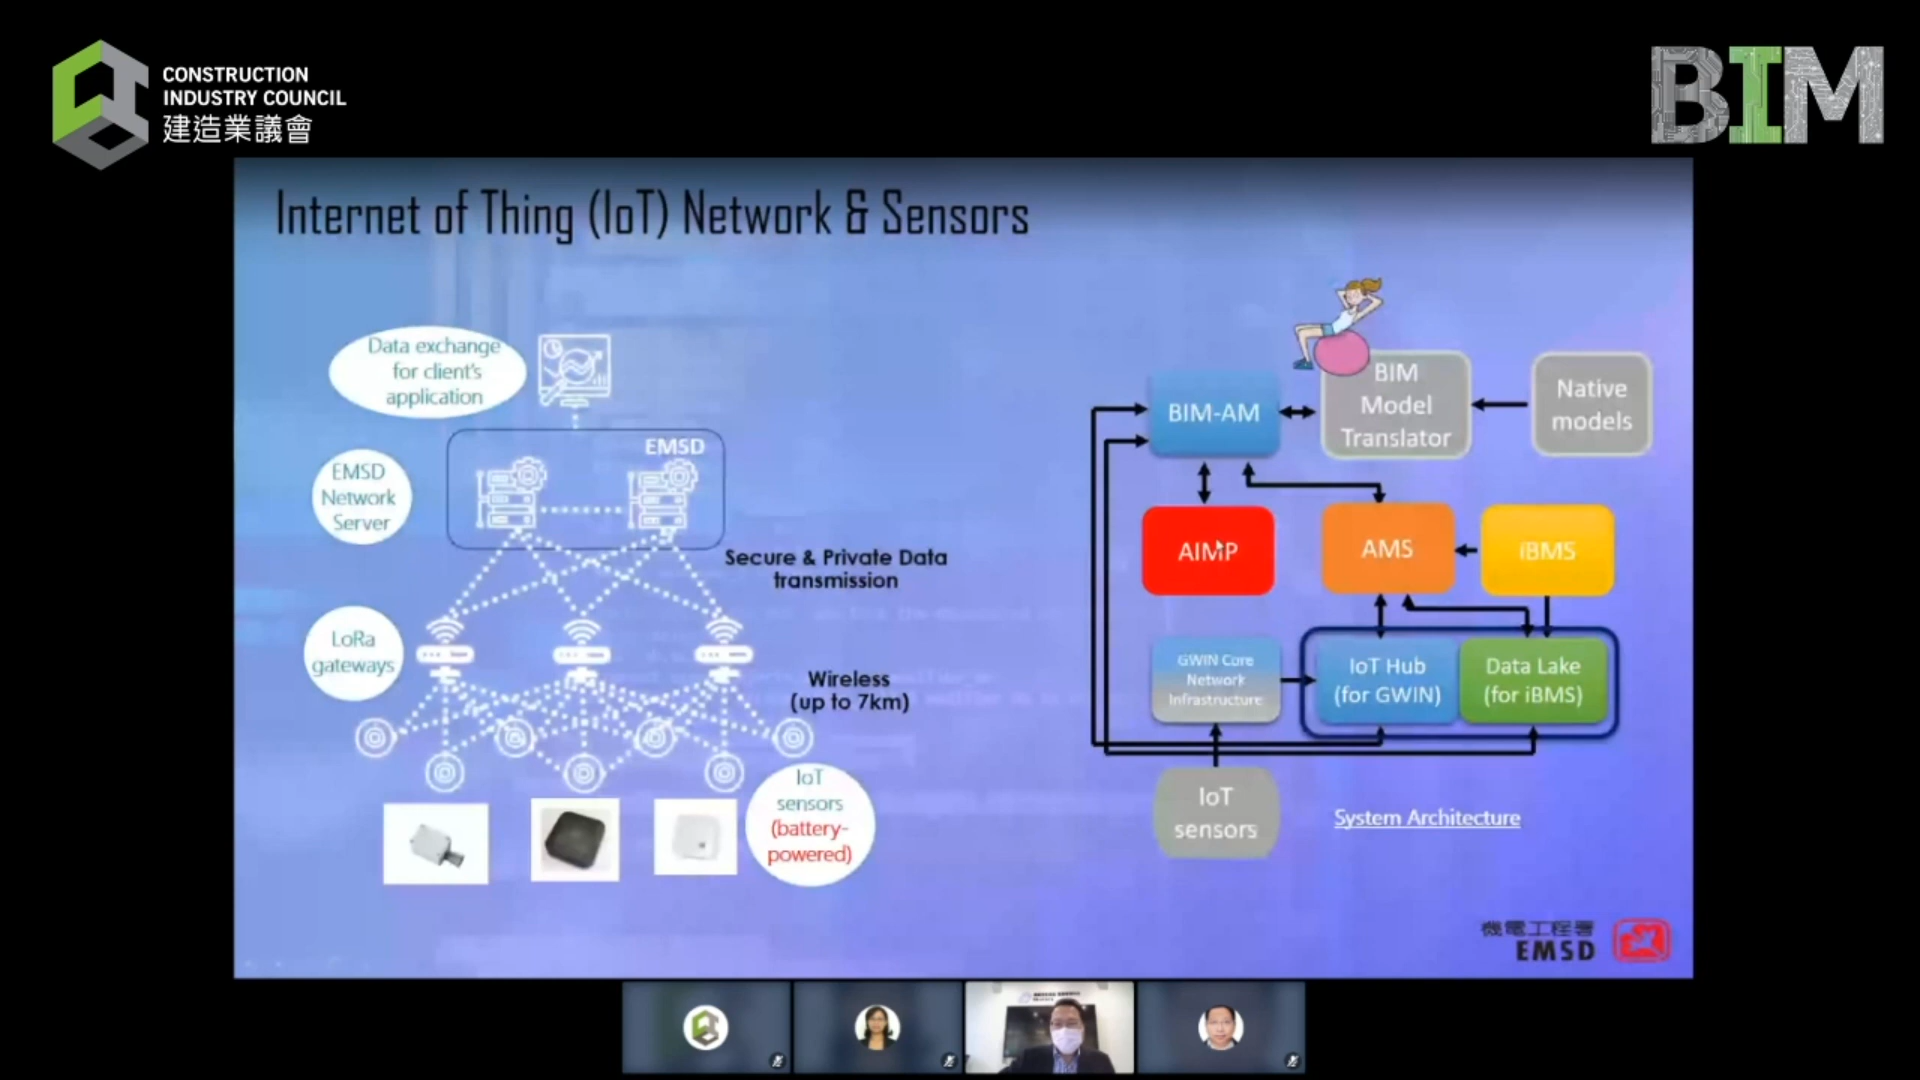 CONSTRUCTION
INDUSTRY COUNCIL
建造業議會
BIM
Internet of Thing (IoT) Network & Sensors
Data exchange
for client's
application
EMSD
EMSD
Network
Server
Secure & Private Data
transmission
LoRa
gateways
Wireless
(up to 7km)
IoT
sensors
(battery-
powered)
BIM-AM
BIM
Model
Translator
Native
models
AIMP
AMS
iBMS
GWIN Core
Network
Infrastructure
IoT Hub
(for GWIN)
Data Lake
(for iBMS)
IoT
sensors
System Architecture
機電工程署
EMSD